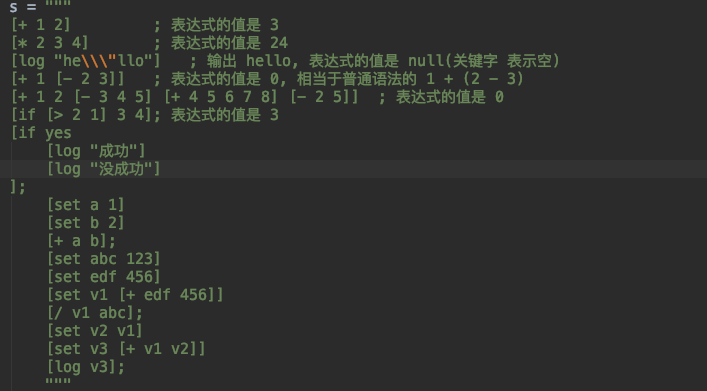 s = """
[+ 1 2]         ; 表达式的值是 3
[* 2 3 4]       ; 表达式的值是 24
[log "he\\\"llo"]   ; 输出 hello, 表达式的值是 null(关键字 表示空)
[+ 1 [- 2 3]]   ; 表达式的值是 0, 相当于普通语法的 1 + (2 - 3)
[+ 1 2 [- 3 4 5] [+ 4 5 6 7 8] [- 2 5]]  ; 表达式的值是 0
[if [> 2 1] 3 4]; 表达式的值是 3
[if yes
    [log "成功"]
    [log "没成功"]
];
    [set a 1]
    [set b 2]
    [+ a b];
    [set abc 123]
    [set edf 456]
    [set v1 [+ edf 456]]
    [/ v1 abc];
    [set v2 v1]
    [set v3 [+ v1 v2]]
    [log v3];
    """